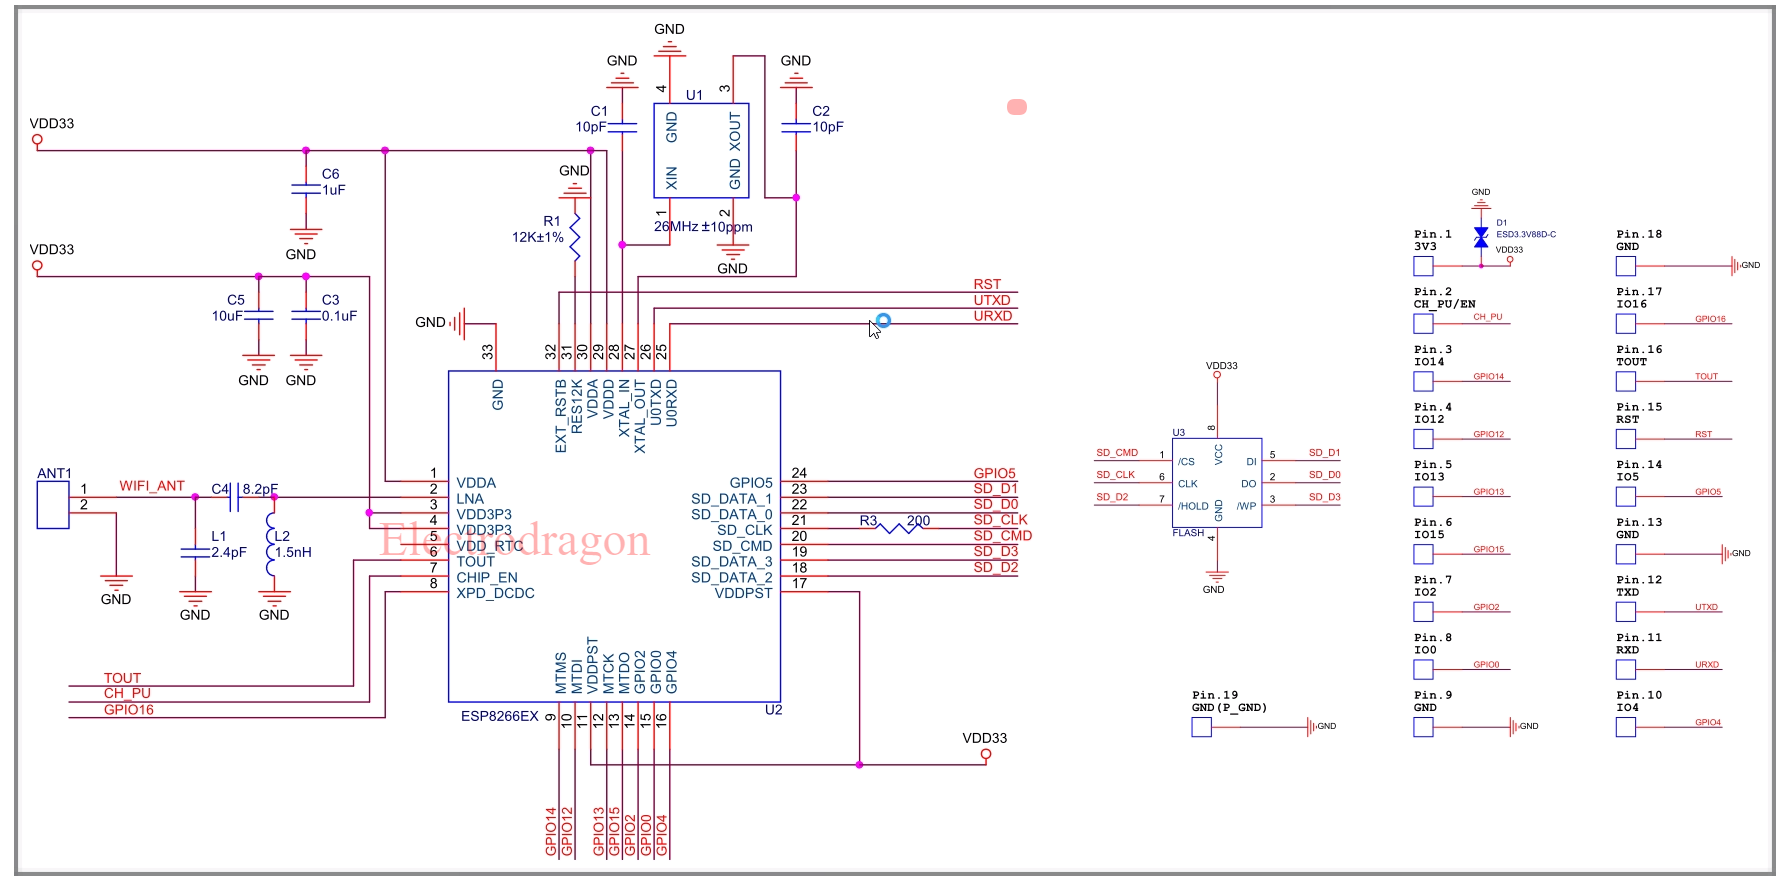 GND
GND
GND
4
3
U1
C1
10pF
C2
10pF
GND
XOUT
XIN
GND
1
2
26MHz ±10ppm
GND
VDD33
C6
1uF
GND
GND
R1
12K±1%
VDD33
C5
10uF
C3
0.1uF
GND
GND
RST
UTXD
URXD
GND
33
32
31
30
29
28
27
26
25
GND
EXT_RSTB
RES12K
VDDA
VDDD
XTAL_IN
XTAL_OUT
U0TXD
U0RXD
ANT1
1
2
WIFI_ANT
C4
8.2pF
L1
2.4pF
L2
1.5nH
GND
GND
GND
1 VDDA
2 LNA
3 VDD3P3
4 VDD3P3
5 VDD_RTC
6 TOUT
7 CHIP_EN
8 XPD_DCDC
Electrodragon
GPIO5 24 GPIO5
SD_DATA_1 23 SD_D1
SD_DATA_0 22 SD_D0
SD_CLK 21 R3 200 SD_CLK
SD_CMD 20 SD_CMD
SD_DATA_3 19 SD_D3
SD_DATA_2 18 SD_D2
VDDPST 17
TOUT
CH_PU
GPIO16
MTMS
MTDI
VDDPST
MTCK
MTDO
GPIO2
GPIO0
GPIO4
ESP8266EX
U2
9
10
11
12
13
14
15
16
VDD33
GPIO14
GPIO12
GPIO13
GPIO15
GPIO2
GPIO0
GPIO4
VDD33
8
U3
VCC
SD_CMD 1 /CS DI 5 SD_D1
SD_CLK 6 CLK DO 2 SD_D0
SD_D2 7 /HOLD /WP 3 SD_D3
GND
FLASH
4
GND
Pin.19
GND(P_GND)
GND
GND
D1
ESD3.3V88D-C
VDD33
Pin.1
3V3
Pin.2
CH_PU/EN
CH_PU
Pin.3
IO14
GPIO14
Pin.4
IO12
GPIO12
Pin.5
IO13
GPIO13
Pin.6
IO15
GPIO15
Pin.7
IO2
GPIO2
Pin.8
IO0
GPIO0
Pin.9
GND
GND
Pin.18
GND
GND
Pin.17
IO16
GPIO16
Pin.16
TOUT
TOUT
Pin.15
RST
RST
Pin.14
IO5
GPIO5
Pin.13
GND
GND
Pin.12
TXD
UTXD
Pin.11
RXD
URXD
Pin.10
IO4
GPIO4